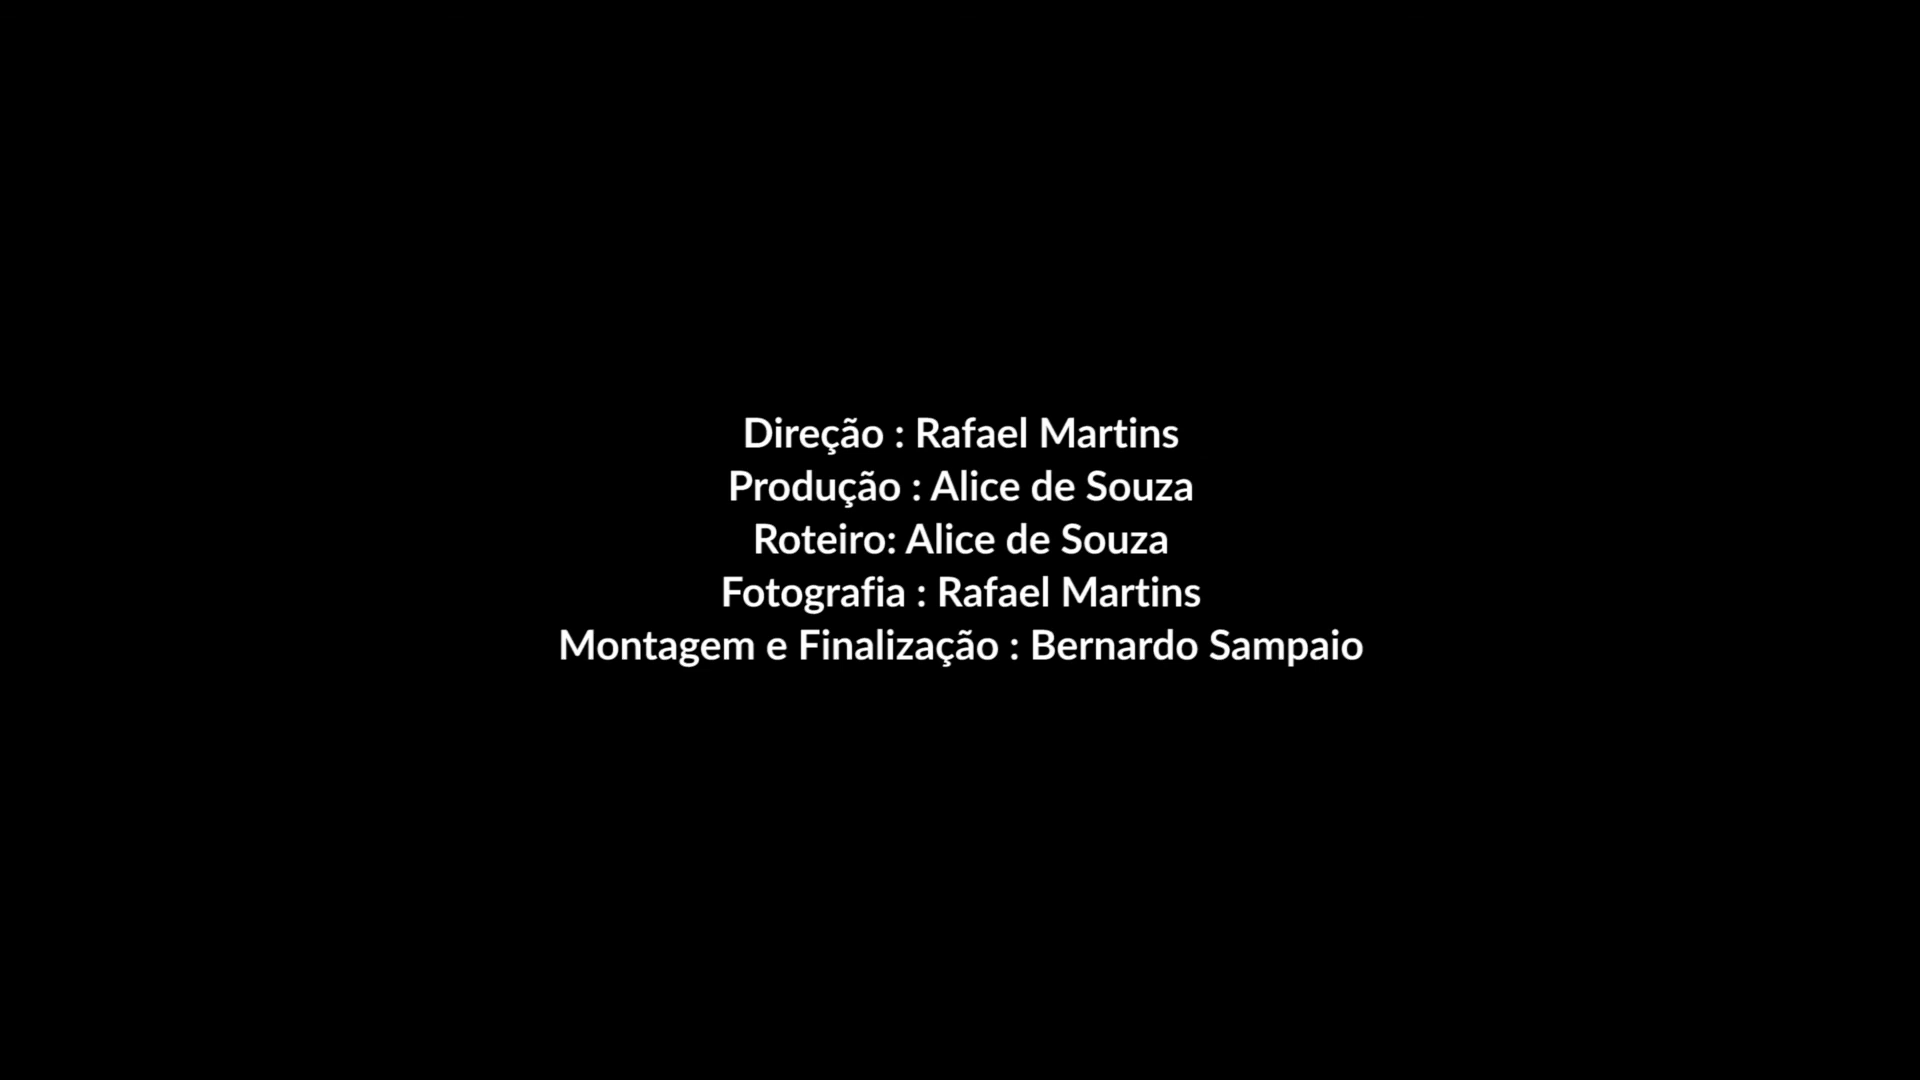 Direção : Rafael Martins
Produção : Alice de Souza
Roteiro: Alice de Souza
Fotografia : Rafael Martins
Montagem e Finalização : Bernardo Sampaio